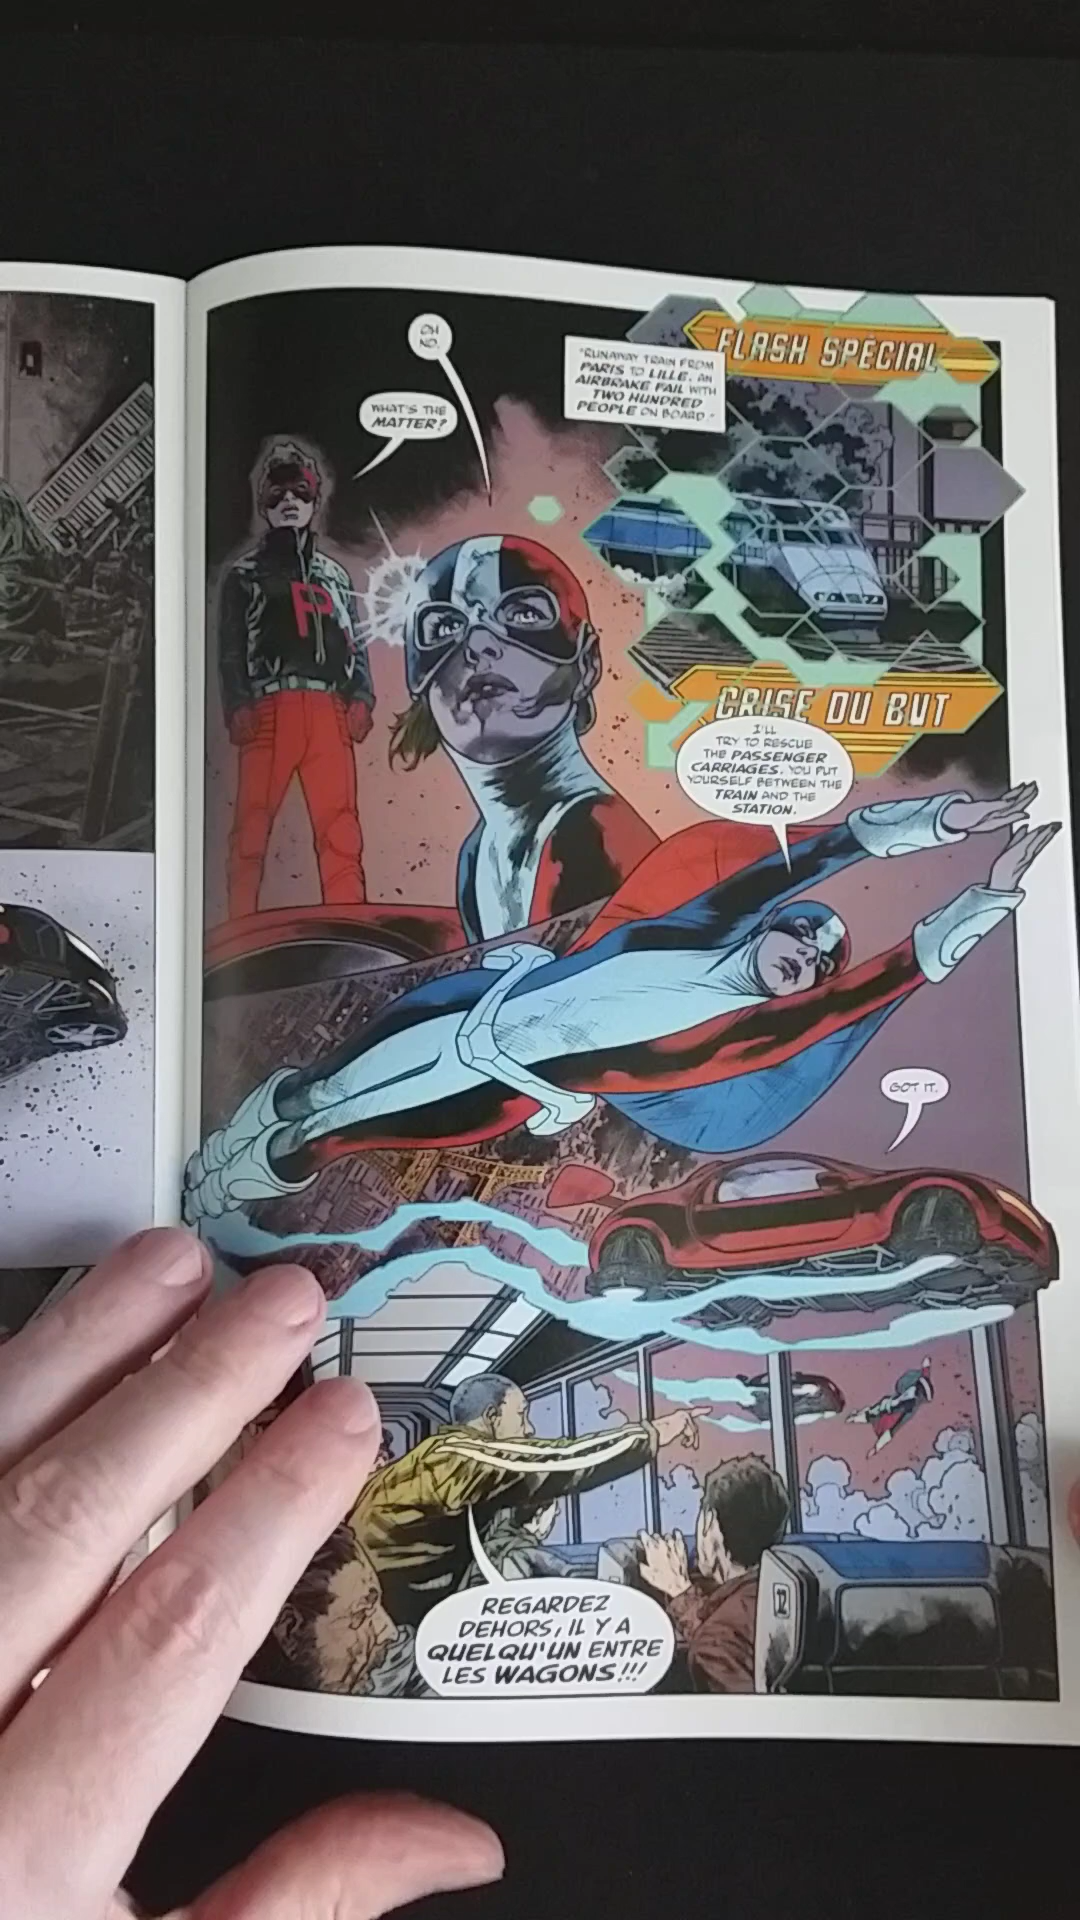 OH
NO.
WHAT'S THE
MATTER?
"RUNAWAY TRAIN FROM
PARIS TO LILLE. AN
AIRBRAKE FAIL WITH
TWO HUNDRED
PEOPLE ON BOARD."
FLASH SPÉCIAL
P
CRISE DU BUT
I'LL
TRY TO RESCUE
THE PASSENGER
CARRIAGES. YOU PUT
YOURSELF BETWEEN THE
TRAIN AND THE
STATION.
GOT IT.
12
REGARDEZ
DEHORS, IL Y A
QUELQU'UN ENTRE
LES WAGONS!!!